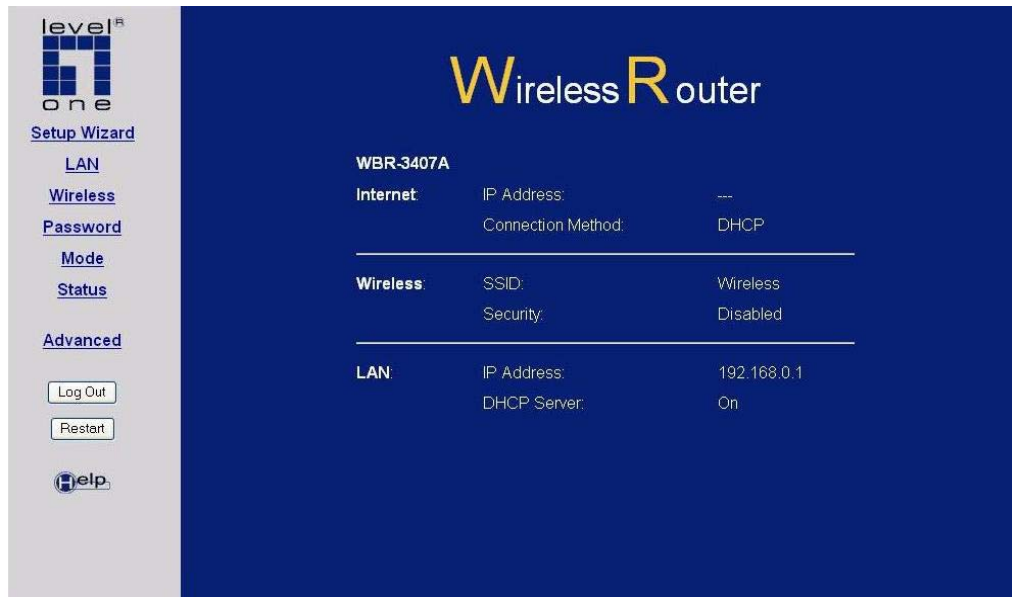 level®
one
Setup Wizard
LAN
Wireless
Password
Mode
Status
Advanced
Log Out
Restart
Help
Wireless Router
WBR-3407A
Internet: IP Address: ---
Connection Method: DHCP
Wireless: SSID: Wireless
Security: Disabled
LAN: IP Address: 192.168.0.1
DHCP Server: On